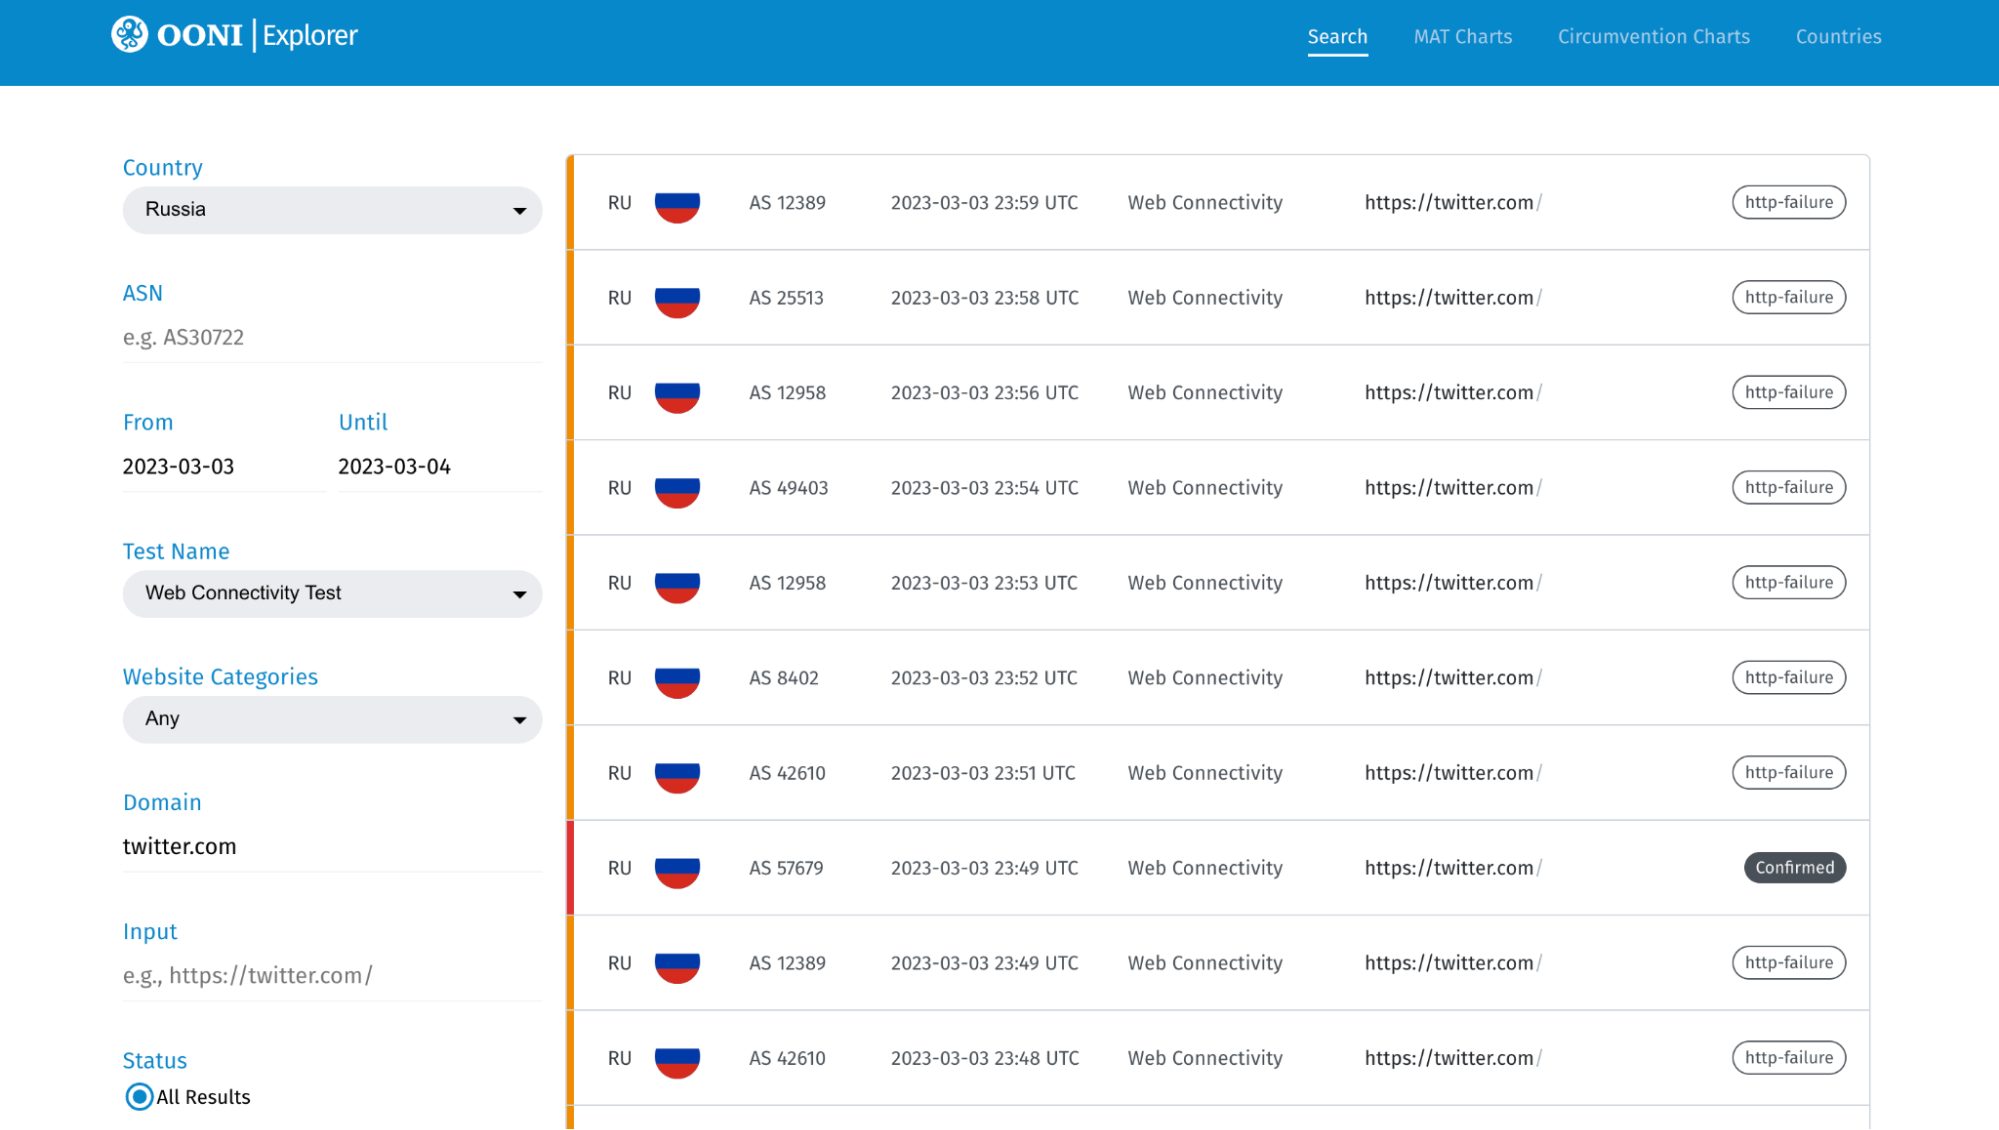 OONI | Explorer
Search MAT Charts Circumvention Charts Countries
Country
Russia
ASN
e.g. AS30722
From Until
2023-03-03 2023-03-04
Test Name
Web Connectivity Test
Website Categories
Any
Domain
twitter.com
Input
e.g., https://twitter.com/
Status
All Results
RU AS 12389 2023-03-03 23:59 UTC Web Connectivity https://twitter.com/ http-failure
RU AS 25513 2023-03-03 23:58 UTC Web Connectivity https://twitter.com/ http-failure
RU AS 12958 2023-03-03 23:56 UTC Web Connectivity https://twitter.com/ http-failure
RU AS 49403 2023-03-03 23:54 UTC Web Connectivity https://twitter.com/ http-failure
RU AS 12958 2023-03-03 23:53 UTC Web Connectivity https://twitter.com/ http-failure
RU AS 8402 2023-03-03 23:52 UTC Web Connectivity https://twitter.com/ http-failure
RU AS 42610 2023-03-03 23:51 UTC Web Connectivity https://twitter.com/ http-failure
RU AS 57679 2023-03-03 23:49 UTC Web Connectivity https://twitter.com/ Confirmed
RU AS 12389 2023-03-03 23:49 UTC Web Connectivity https://twitter.com/ http-failure
RU AS 42610 2023-03-03 23:48 UTC Web Connectivity https://twitter.com/ http-failure